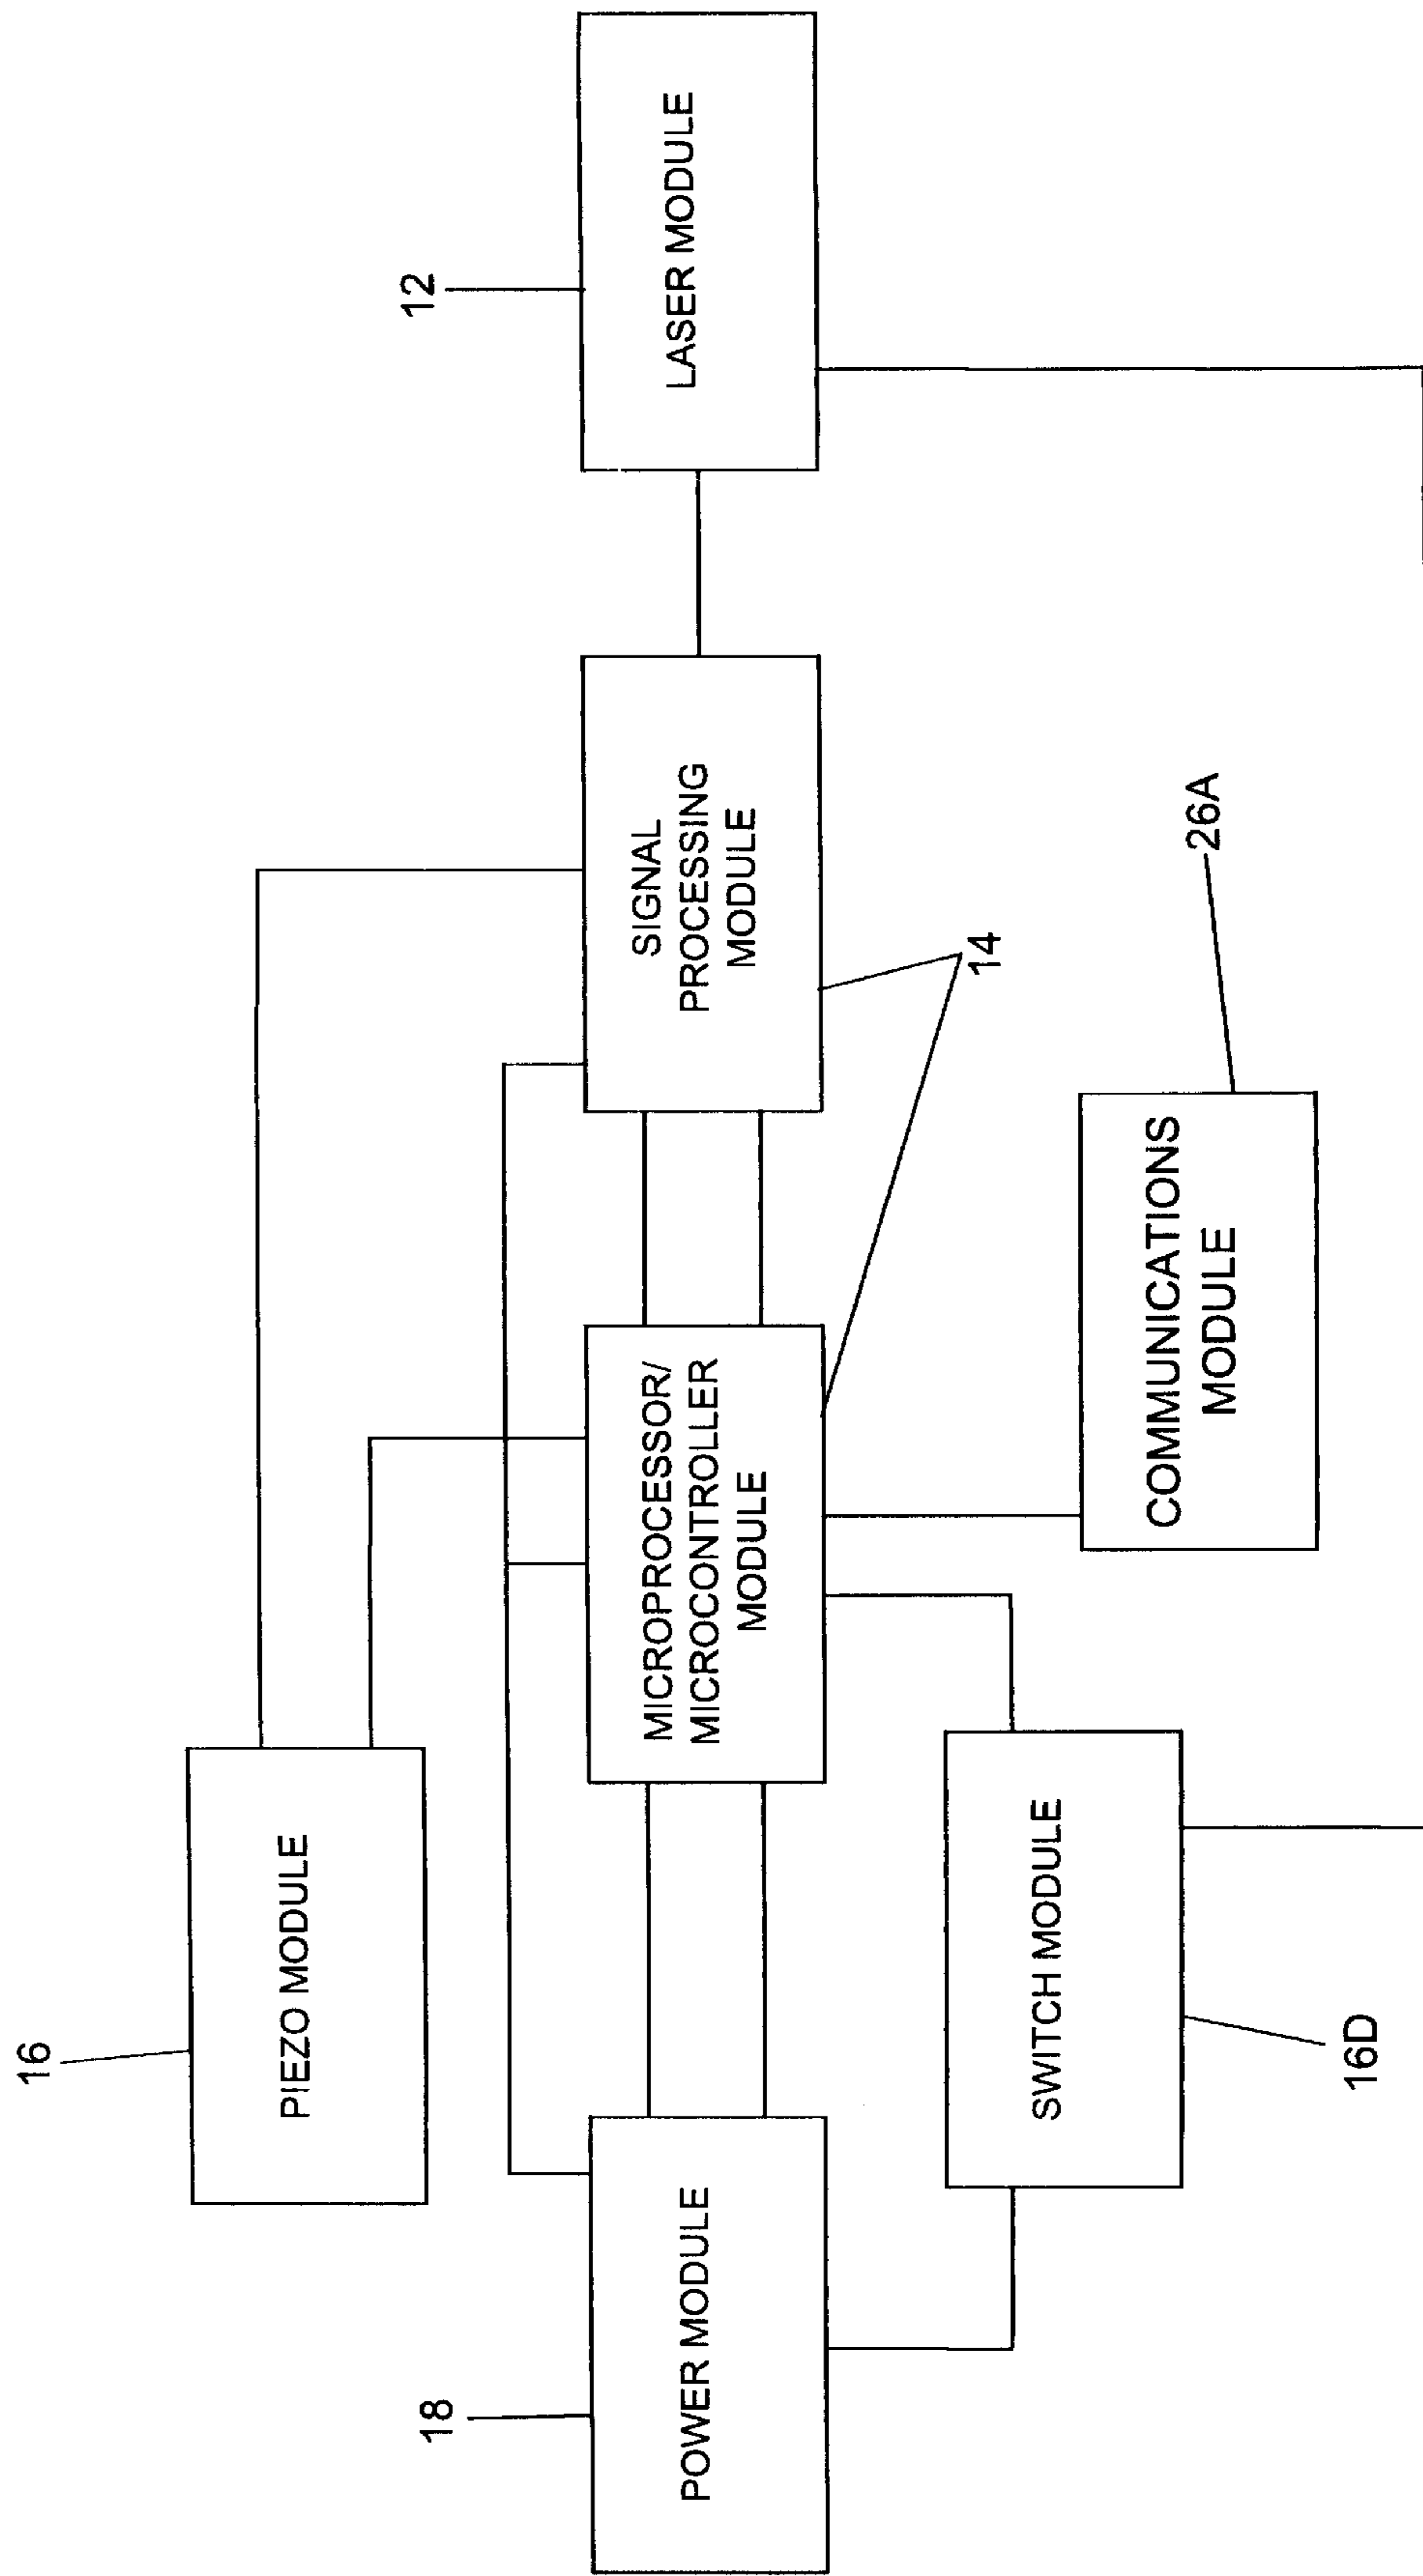 16
PIEZO MODULE
12
LASER MODULE
18
POWER MODULE
MICROPROCESSOR/
MICROCONTROLLER
MODULE
SIGNAL
PROCESSING
MODULE
14
SWITCH MODULE
16D
COMMUNICATIONS
MODULE
26A